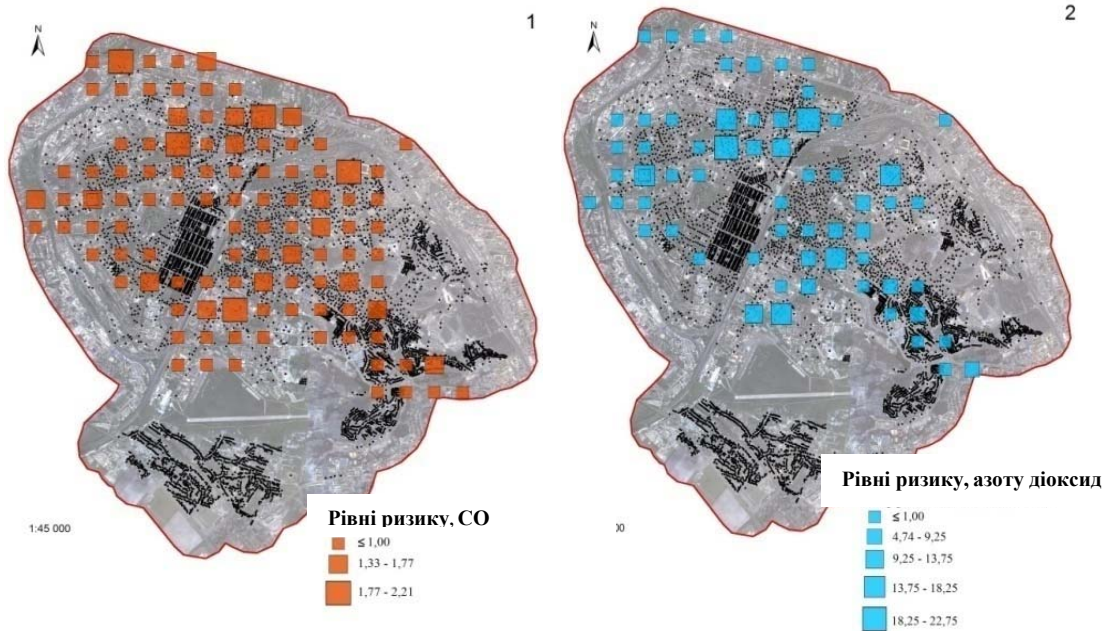 1
N
1:45 000
Рівні ризику, СО
≤ 1,00
1,33 - 1,77
1,77 - 2,21
2
N
00
Рівні ризику, азоту діоксид
≤ 1,00
4,74 - 9,25
9,25 - 13,75
13,75 - 18,25
18,25 - 22,75